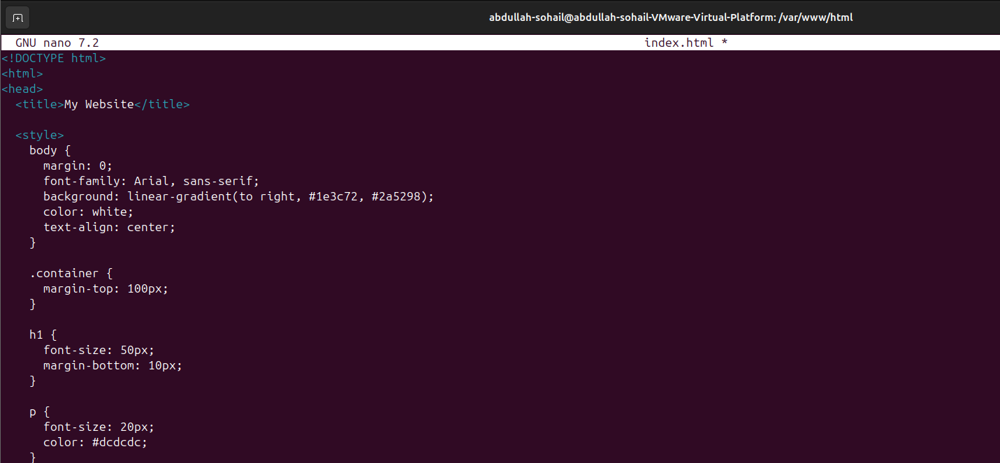 abdullah-sohail@abdullah-sohail-VMware-Virtual-Platform: /var/www/html
GNU nano 7.2 index.html *
<!DOCTYPE html>
<html>
<head>
  <title>My Website</title>

  <style>
    body {
      margin: 0;
      font-family: Arial, sans-serif;
      background: linear-gradient(to right, #1e3c72, #2a5298);
      color: white;
      text-align: center;
    }

    .container {
      margin-top: 100px;
    }

    h1 {
      font-size: 50px;
      margin-bottom: 10px;
    }

    p {
      font-size: 20px;
      color: #dcdcdc;
    }